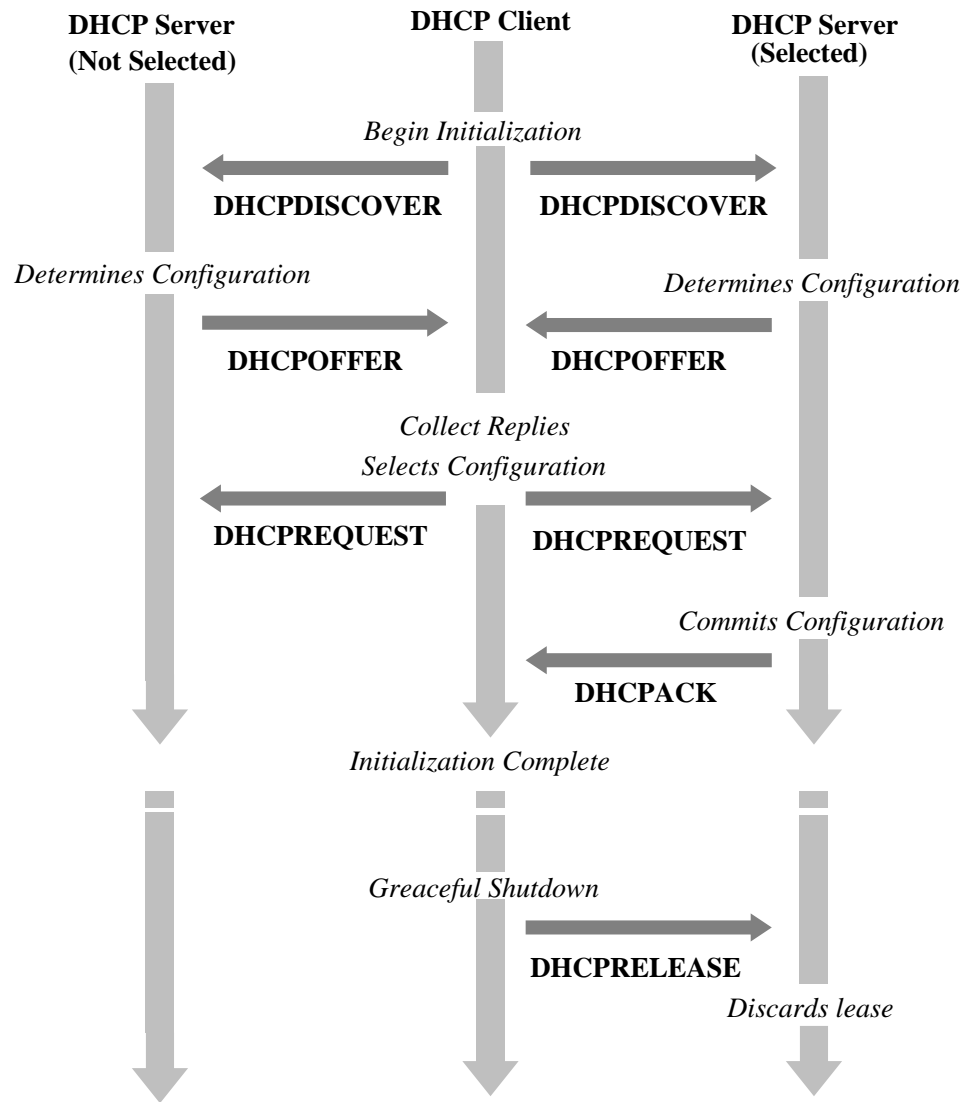 DHCP Server
(Not Selected)
DHCP Client
DHCP Server
(Selected)
Begin Initialization
DHCPDISCOVER
DHCPDISCOVER
Determines Configuration
Determines Configuration
DHCPOFFER
DHCPOFFER
Collect Replies
Selects Configuration
DHCPREQUEST
DHCPREQUEST
Commits Configuration
DHCPACK
Initialization Complete
Greaceful Shutdown
DHCPRELEASE
Discards lease